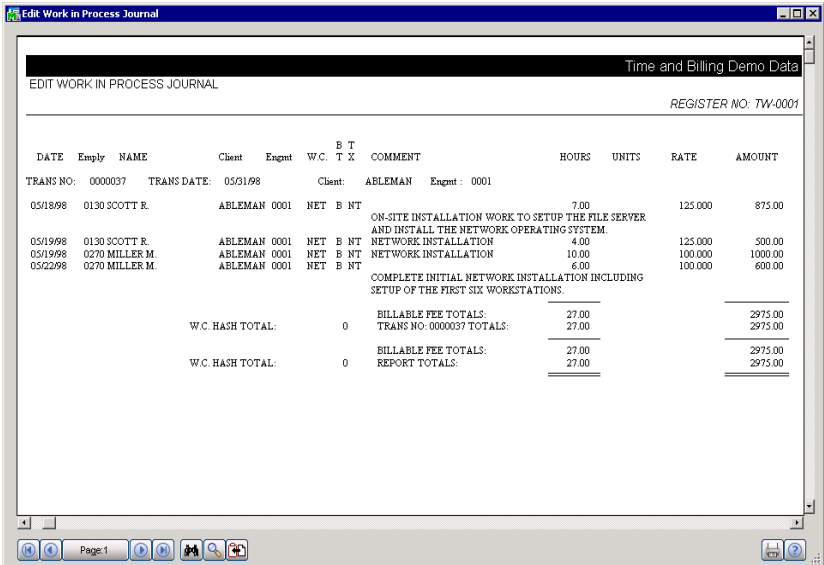 Edit Work in Process Journal
Time and Billing Demo Data
EDIT WORK IN PROCESS JOURNAL
REGISTER NO: TW-0001
B T
DATE Emply NAME Client Engmt W.C. T X COMMENT HOURS UNITS RATE AMOUNT
TRANS NO: 0000037 TRANS DATE: 05/31/98 Client: ABLEMAN Engmt : 0001
05/18/98 0130 SCOTT R. ABLEMAN 0001 NET B NT 7.00 125.000 875.00
ON-SITE INSTALLATION WORK TO SETUP THE FILE SERVER
AND INSTALL THE NETWORK OPERATING SYSTEM.
05/19/98 0130 SCOTT R. ABLEMAN 0001 NET B NT NETWORK INSTALLATION 4.00 125.000 500.00
05/19/98 0270 MILLER M. ABLEMAN 0001 NET B NT NETWORK INSTALLATION 10.00 100.000 1000.00
05/22/98 0270 MILLER M. ABLEMAN 0001 NET B NT 6.00 100.000 600.00
COMPLETE INITIAL NETWORK INSTALLATION INCLUDING
SETUP OF THE FIRST SIX WORKSTATIONS.
BILLABLE FEE TOTALS: 27.00 2975.00
W.C. HASH TOTAL: 0 TRANS NO: 0000037 TOTALS: 27.00 2975.00
BILLABLE FEE TOTALS: 27.00 2975.00
W.C. HASH TOTAL: 0 REPORT TOTALS: 27.00 2975.00
Page:1